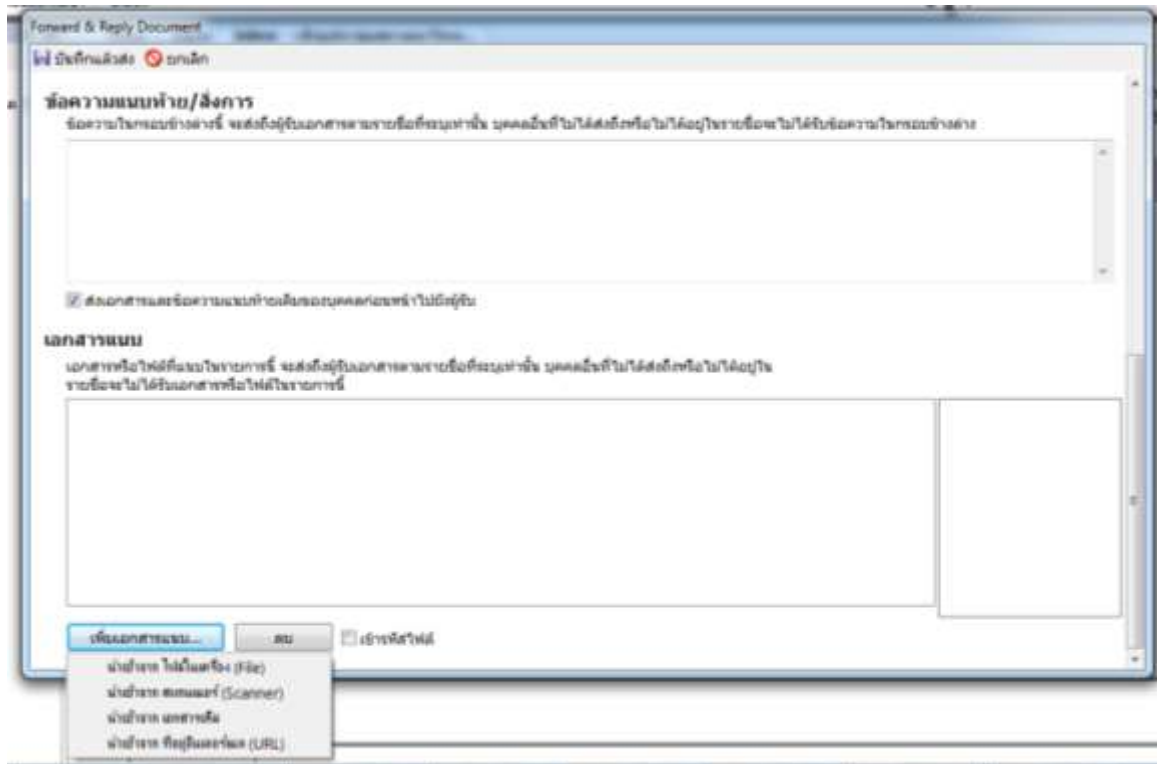 Forward & Reply Document
บันทึกแล้วส่ง ยกเลิก
ข้อความแนบท้าย/สั่งการ
ข้อความในกรอบข้างล่างนี้ จะส่งถึงผู้รับเอกสารตามรายชื่อที่ระบุเท่านั้น บุคคลอื่นที่ไม่ได้ส่งถึงหรือไม่ได้อยู่ในรายชื่อจะไม่ได้รับข้อความในกรอบข้างล่าง
ส่งเอกสารและข้อความแนบท้ายเดิมของบุคคลก่อนหน้าไปยังผู้รับ
เอกสารแนบ
เอกสารหรือไฟล์ที่แนบในรายการนี้ จะส่งถึงผู้รับเอกสารตามรายชื่อที่ระบุเท่านั้น บุคคลอื่นที่ไม่ได้ส่งถึงหรือไม่ได้อยู่ใน
รายชื่อจะไม่ได้รับเอกสารหรือไฟล์ในรายการนี้
เพิ่มเอกสารแนบ... ลบ เข้ารหัสไฟล์
นำเข้าจาก ไฟล์ในเครื่อง (File)
นำเข้าจาก สแกนเนอร์ (Scanner)
นำเข้าจาก เอกสารเดิม
นำเข้าจาก ที่อยู่อินเตอร์เนต (URL)